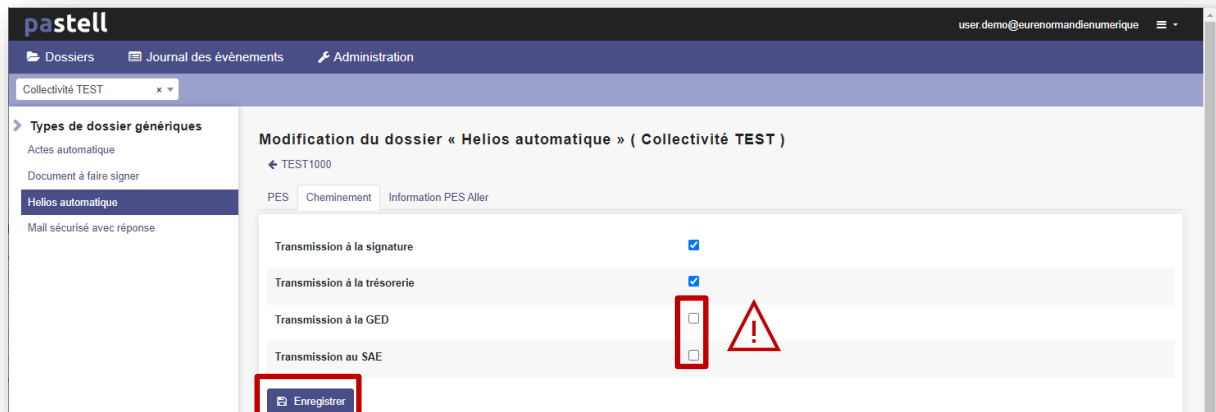 pastell
user.demo@eurenormandienumerique
Dossiers Journal des évènements Administration
Collectivité TEST ×
Types de dossier génériques
Actes automatique
Document à faire signer
Helios automatique
Mail sécurisé avec réponse
Modification du dossier « Helios automatique » ( Collectivité TEST )
TEST1000
PES Cheminement Information PES Aller
Transmission à la signature
Transmission à la trésorerie
Transmission à la GED
Transmission au SAE
!
Enregistrer